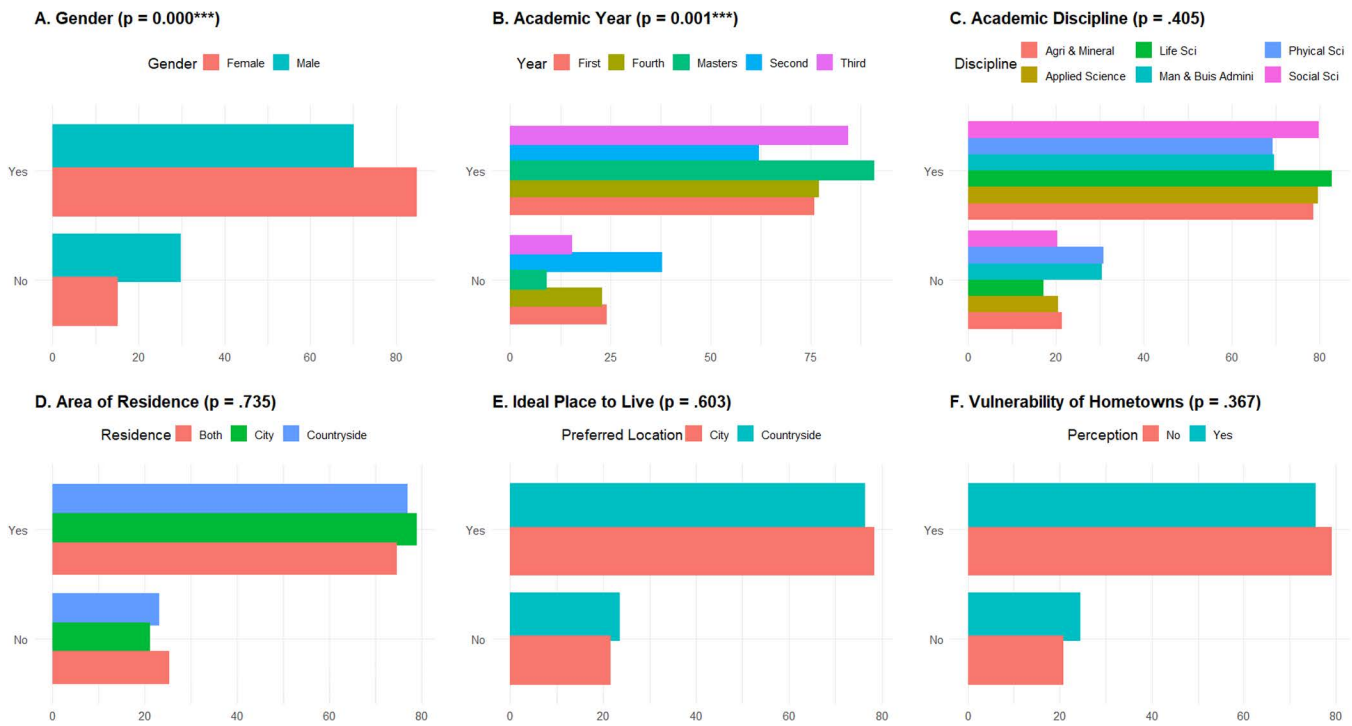 A. Gender (p = 0.000***)
Gender Female Male
Yes
No
0 20 40 60 80
B. Academic Year (p = 0.001***)
Year First Fourth Masters Second Third
Yes
No
0 25 50 75
C. Academic Discipline (p = .405)
Discipline
Agri & Mineral Life Sci Phyical Sci
Applied Science Man & Buis Admini Social Sci
Yes
No
0 20 40 60 80
D. Area of Residence (p = .735)
Residence Both City Countryside
Yes
No
0 20 40 60 80
E. Ideal Place to Live (p = .603)
Preferred Location City Countryside
Yes
No
0 20 40 60 80
F. Vulnerability of Hometowns (p = .367)
Perception No Yes
Yes
No
0 20 40 60 80